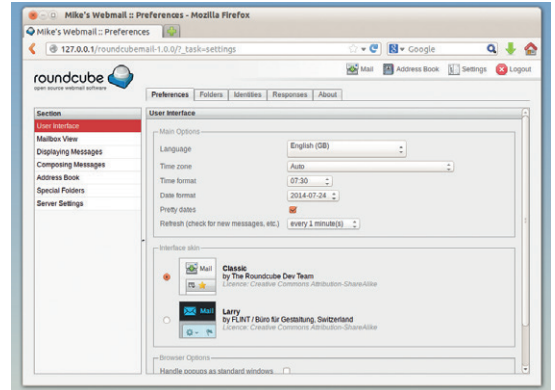 Mike's Webmail :: Preferences - Mozilla Firefox
Mike's Webmail :: Preferences
127.0.0.1/roundcubemail-1.0.0/?_task=settings
Google
Mail Address Book Settings Logout
roundcube
open source webmail software
Preferences Folders Identities Responses About
Section
User Interface
Mailbox View
Displaying Messages
Composing Messages
Address Book
Special Folders
Server Settings
User Interface
Main Options
Language English (GB)
Time zone Auto
Time format 07:30
Date format 2014-07-24
Pretty dates
Refresh (check for new messages, etc.) every 1 minute(s)
Interface skin
Mail
Classic
by The Roundcube Dev Team
Licence: Creative Commons Attribution-ShareAlike
Mail
Larry
by FLINT / Büro für Gestaltung, Switzerland
Licence: Creative Commons Attribution-ShareAlike
Browser Options
Handle popups as standard windows